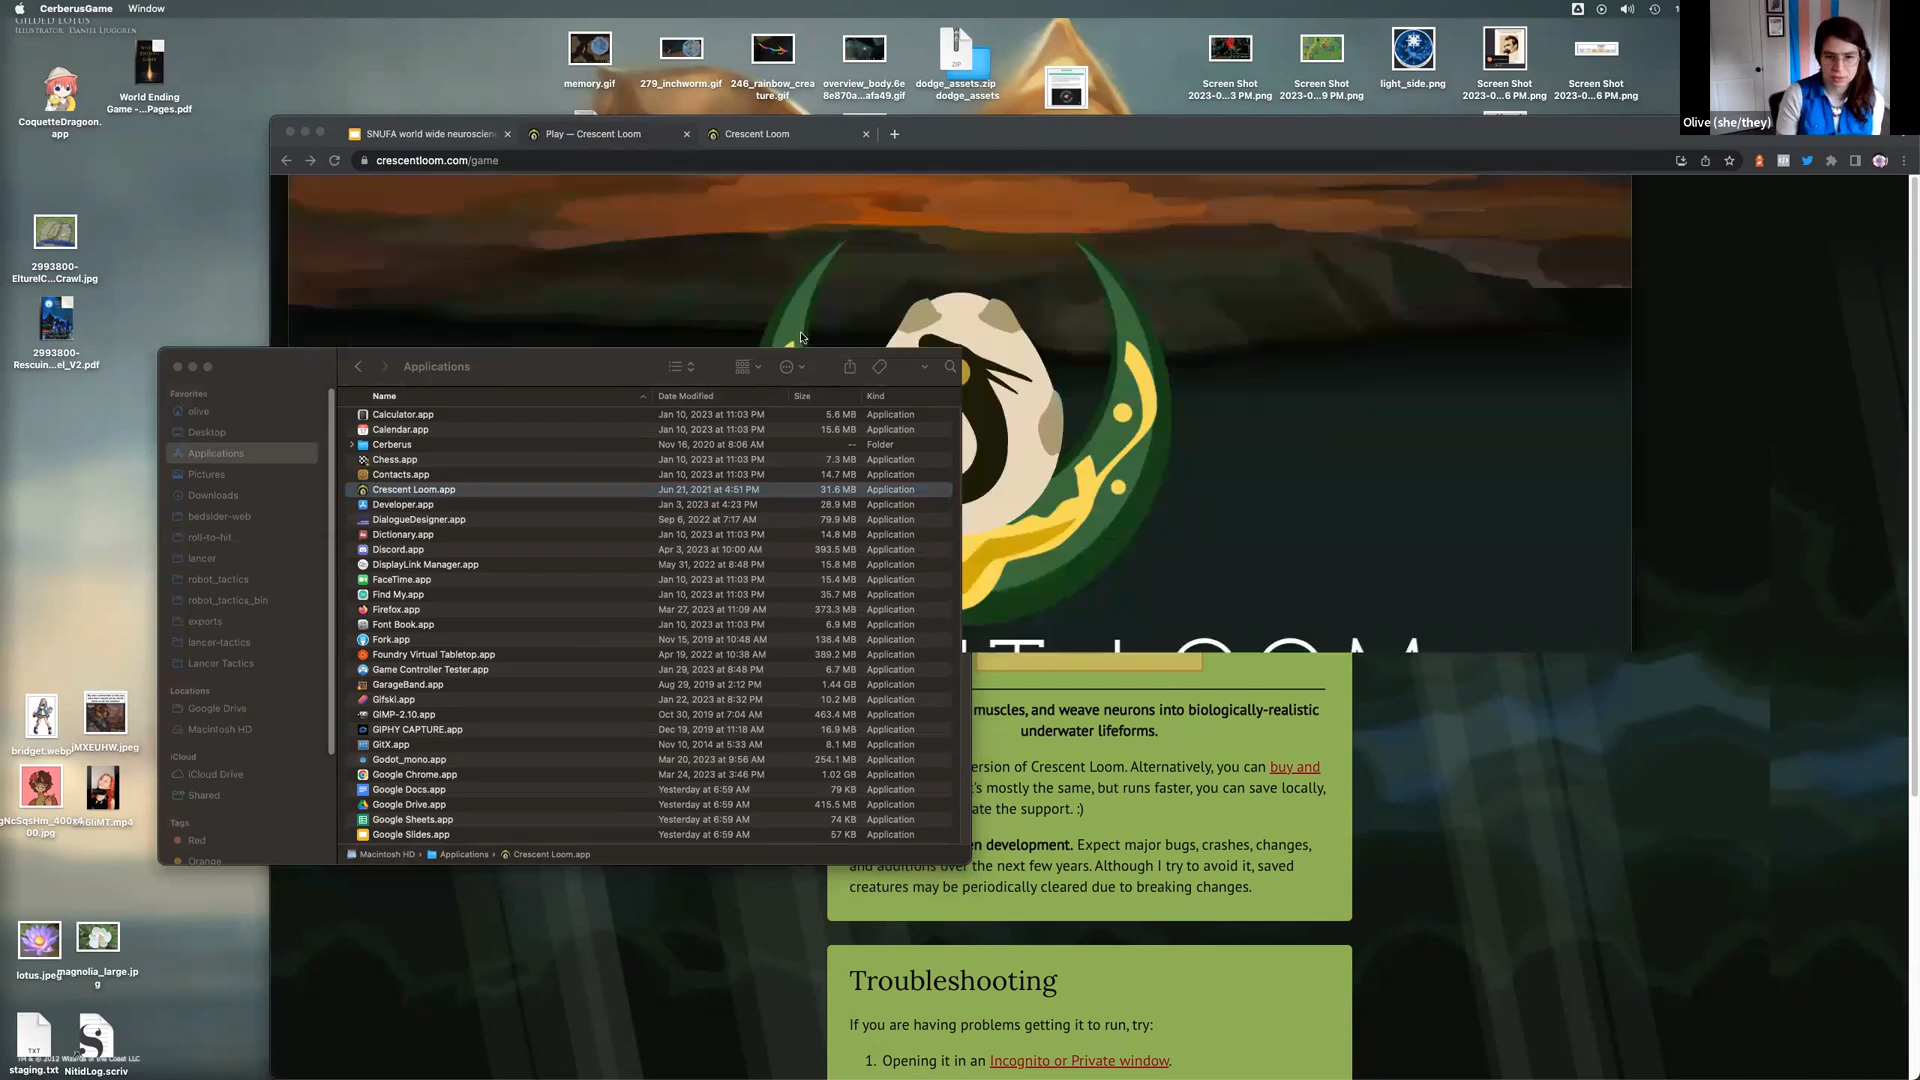 CerberusGame Window
GILDED LOTUS
ILLUSTRATOR: DANIEL LJUNGGREN
CoquetteDragoon.app
World Ending Game -...Pages.pdf
memory.gif
279_inchworm.gif
246_rainbow_creature.gif
overview_body.6e8e870a...afa49.gif
ZIP
dodge_assets.zip
dodge_assets
Screen Shot 2023-0...3 PM.png
Screen Shot 2023-0...9 PM.png
light_side.png
Screen Shot 2023-0...6 PM.png
Screen Shot 2023-0...6 PM.png
Olive (she/they)
SNUFA world wide neuroscien
Play — Crescent Loom
Crescent Loom
crescentloom.com/game
2993800-ElturelC...Crawl.jpg
2993800-Rescuin...el_V2.pdf
bridget.webp
jMXEUHW.jpeg
staging.txt
TXT
NitidLog.scriv
lotus.jpeg
magnolia_large.jpg
Favorites
olive
Desktop
Applications
Pictures
Downloads
bedsider-web
roll-to-hit...
lancer
robot_tactics
robot_tactics_bin
exports
lancer-tactics
Lancer Tactics
Locations
Google Drive
Macintosh HD
iCloud
iCloud Drive
Shared
Tags
Red
Orange
Applications
Name Date Modified Size Kind
Calculator.app Jan 10, 2023 at 11:03 PM 5.6 MB Application
Calendar.app Jan 10, 2023 at 11:03 PM 15.6 MB Application
Cerberus Nov 16, 2020 at 8:06 AM -- Folder
Chess.app Jan 10, 2023 at 11:03 PM 7.3 MB Application
Contacts.app Jan 10, 2023 at 11:03 PM 14.7 MB Application
Crescent Loom.app Jun 21, 2021 at 4:51 PM 31.6 MB Application
Developer.app Jan 3, 2023 at 4:23 PM 28.9 MB Application
DialogueDesigner.app Sep 6, 2022 at 7:17 AM 79.9 MB Application
Dictionary.app Jan 10, 2023 at 11:03 PM 14.8 MB Application
Discord.app Apr 3, 2023 at 10:00 AM 393.5 MB Application
DisplayLink Manager.app May 31, 2022 at 8:48 PM 15.8 MB Application
FaceTime.app Jan 10, 2023 at 11:03 PM 15.4 MB Application
Find My.app Jan 10, 2023 at 11:03 PM 35.7 MB Application
Firefox.app Mar 27, 2023 at 11:09 AM 373.3 MB Application
Font Book.app Jan 10, 2023 at 11:03 PM 6.9 MB Application
Fork.app Nov 15, 2019 at 10:48 AM 138.4 MB Application
Foundry Virtual Tabletop.app Apr 19, 2022 at 10:38 AM 389.2 MB Application
Game Controller Tester.app Jan 29, 2023 at 8:48 PM 6.7 MB Application
GarageBand.app Aug 29, 2019 at 2:12 PM 1.44 GB Application
Gifski.app Jan 22, 2023 at 8:32 PM 10.2 MB Application
GIMP-2.10.app Oct 30, 2019 at 7:04 AM 463.4 MB Application
GIPHY CAPTURE.app Dec 19, 2019 at 11:18 AM 16.9 MB Application
GitX.app Nov 10, 2014 at 5:33 AM 8.1 MB Application
Godot_mono.app Mar 20, 2023 at 9:56 AM 254.1 MB Application
Google Chrome.app Mar 24, 2023 at 3:46 PM 1.02 GB Application
Google Docs.app Yesterday at 6:59 AM 79 KB Application
Google Drive.app Yesterday at 6:59 AM 415.5 MB Application
Google Sheets.app Yesterday at 6:59 AM 74 KB Application
Google Slides.app Yesterday at 6:59 AM 57 KB Application
Macintosh HD › Applications › Crescent Loom.app
LOOM
muscles, and weave neurons into biologically-realistic
underwater lifeforms.
ersion of Crescent Loom. Alternatively, you can buy and
's mostly the same, but runs faster, you can save locally,
ate the support. :)
n development. Expect major bugs, crashes, changes,
and additions over the next few years. Although I try to avoid it, saved
creatures may be periodically cleared due to breaking changes.
Troubleshooting
If you are having problems getting it to run, try:
1. Opening it in an Incognito or Private window.